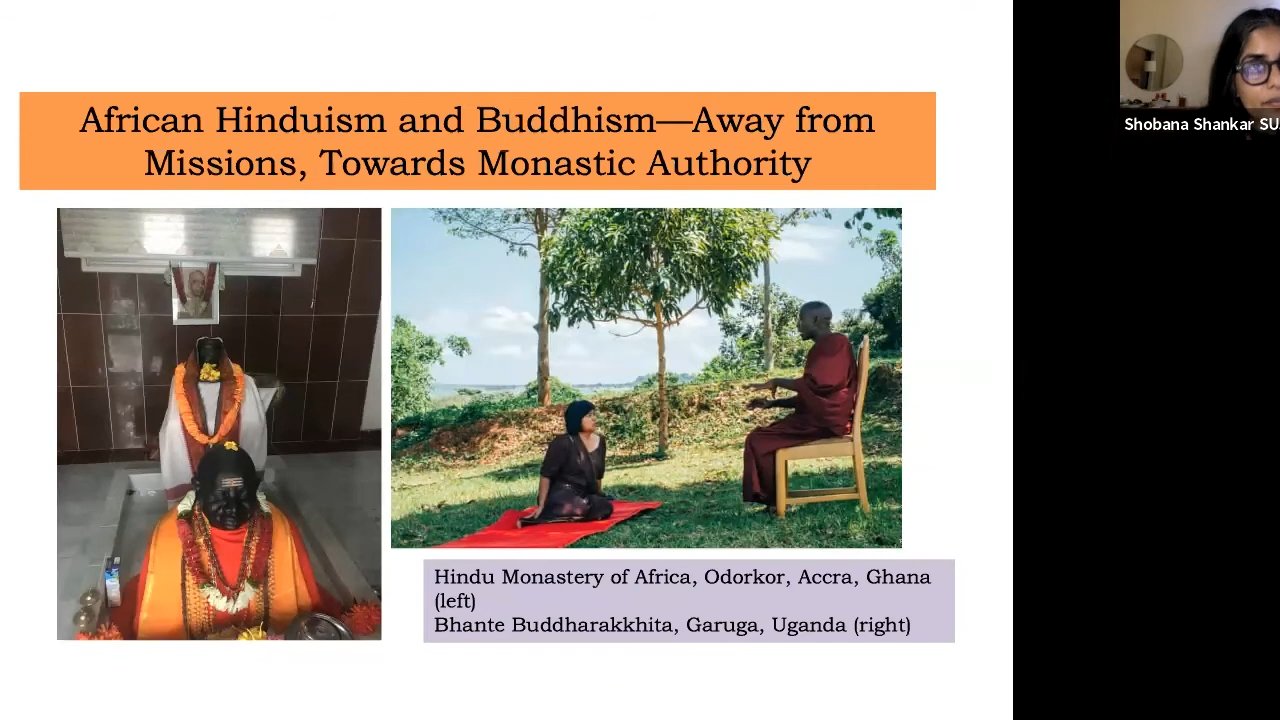 African Hinduism and Buddhism—Away from
Missions, Towards Monastic Authority
Shobana Shankar SU
Hindu Monastery of Africa, Odorkor, Accra, Ghana
(left)
Bhante Buddharakkhita, Garuga, Uganda (right)